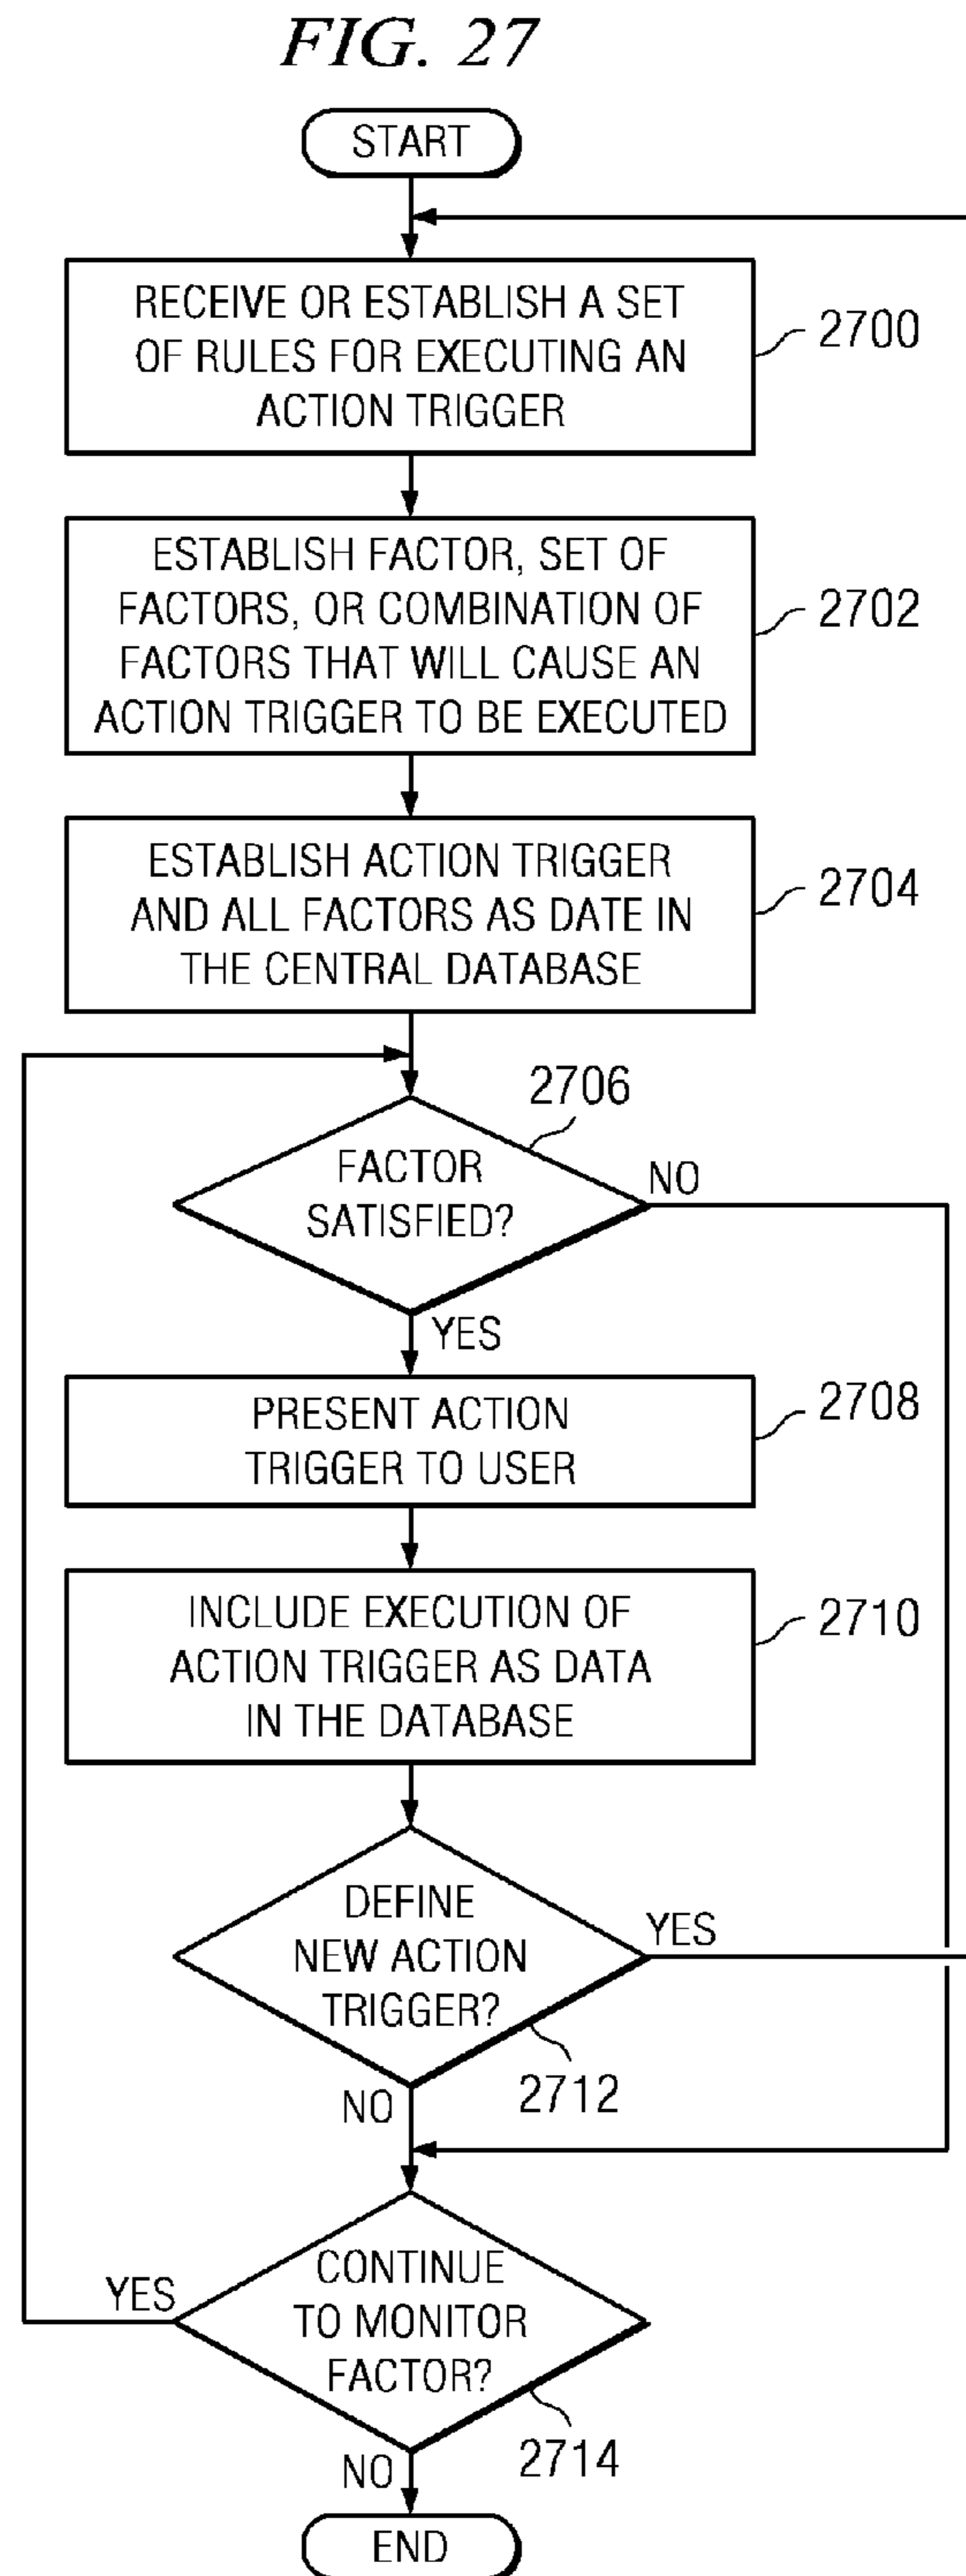 FIG. 27
START
RECEIVE OR ESTABLISH A SET
OF RULES FOR EXECUTING AN
ACTION TRIGGER
2700
ESTABLISH FACTOR, SET OF
FACTORS, OR COMBINATION OF
FACTORS THAT WILL CAUSE AN
ACTION TRIGGER TO BE EXECUTED
2702
ESTABLISH ACTION TRIGGER
AND ALL FACTORS AS DATE IN
THE CENTRAL DATABASE
2704
2706
FACTOR
SATISFIED?
NO
YES
PRESENT ACTION
TRIGGER TO USER
2708
INCLUDE EXECUTION OF
ACTION TRIGGER AS DATA
IN THE DATABASE
2710
DEFINE
NEW ACTION
TRIGGER?
YES
2712
NO
CONTINUE
TO MONITOR
FACTOR?
YES
2714
NO
END